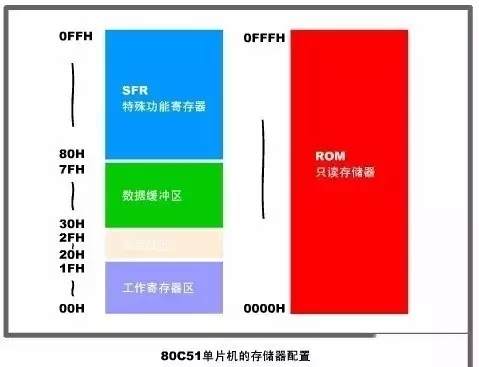 0FFH
0FFFH
SFR
特殊功能寄存器
80H
7FH
ROM
只读存储器
数据缓冲区
30H
2FH
20H
1FH
工作寄存器区
00H
0000H
80C51单片机的存储器配置